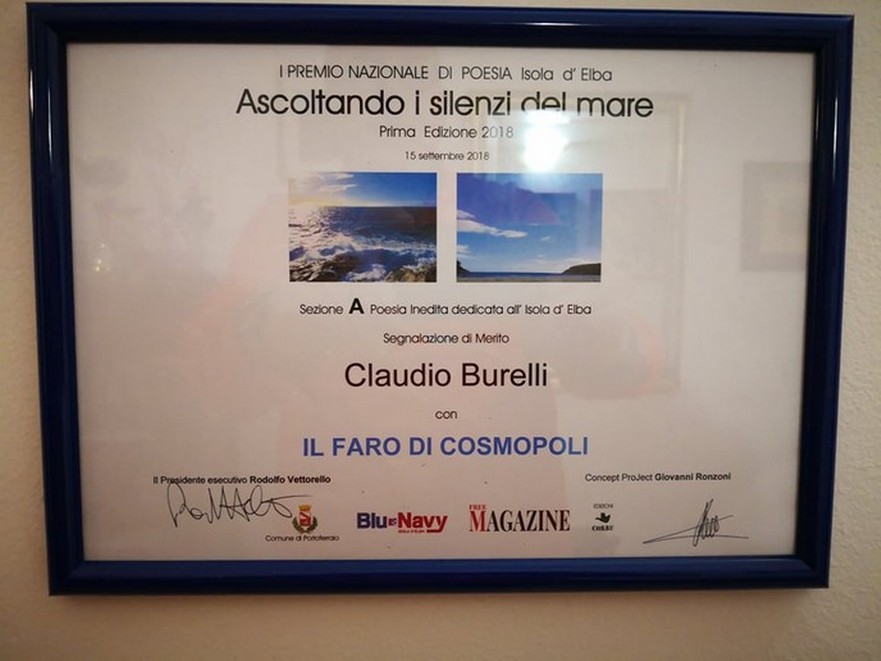 I PREMIO NAZIONALE DI POESIA Isola d' Elba
Ascoltando i silenzi del mare
Prima Edizione 2018
15 settembre 2018
Sezione A Poesia Inedita dedicata all' Isola d' Elba
Segnalazione di Merito
Claudio Burelli
con
IL FARO DI COSMOPOLI
Il Presidente esecutivo Rodolfo Vettorello
Concept ProJect Giovanni Ronzoni
Comune di Portoferraio
Blu Navy
FREE
MAGAZINE
EDIZIONI